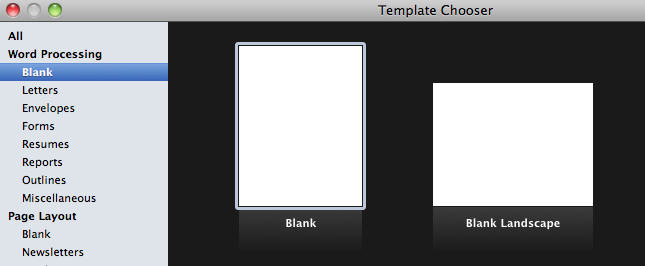 Template Chooser
All
Word Processing
Blank
Letters
Envelopes
Forms
Resumes
Reports
Outlines
Miscellaneous
Page Layout
Blank
Newsletters
Blank
Blank Landscape